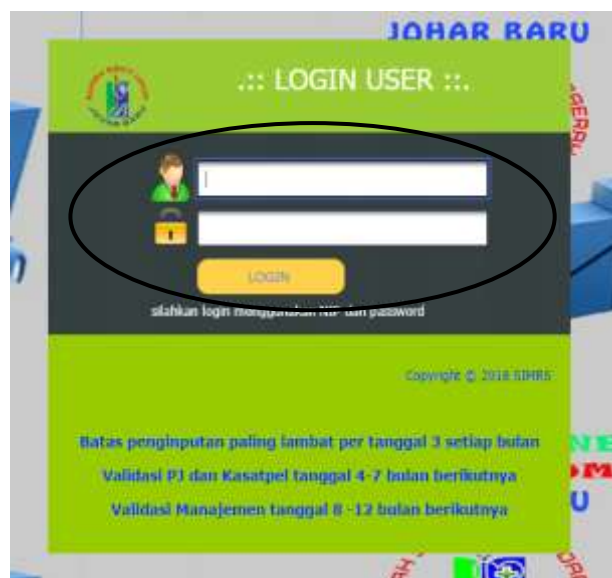 JOHAR BARU
.:: LOGIN USER ::.
LOGIN
silahkan login menggunakan NIP dan password
Copyright © 2018 SIMRS
Batas penginputan paling lambat per tanggal 3 setiap bulan
Validasi PJ dan Kasatpel tanggal 4-7 bulan berikutnya
Validasi Manajemen tanggal 8 -12 bulan berikutnya